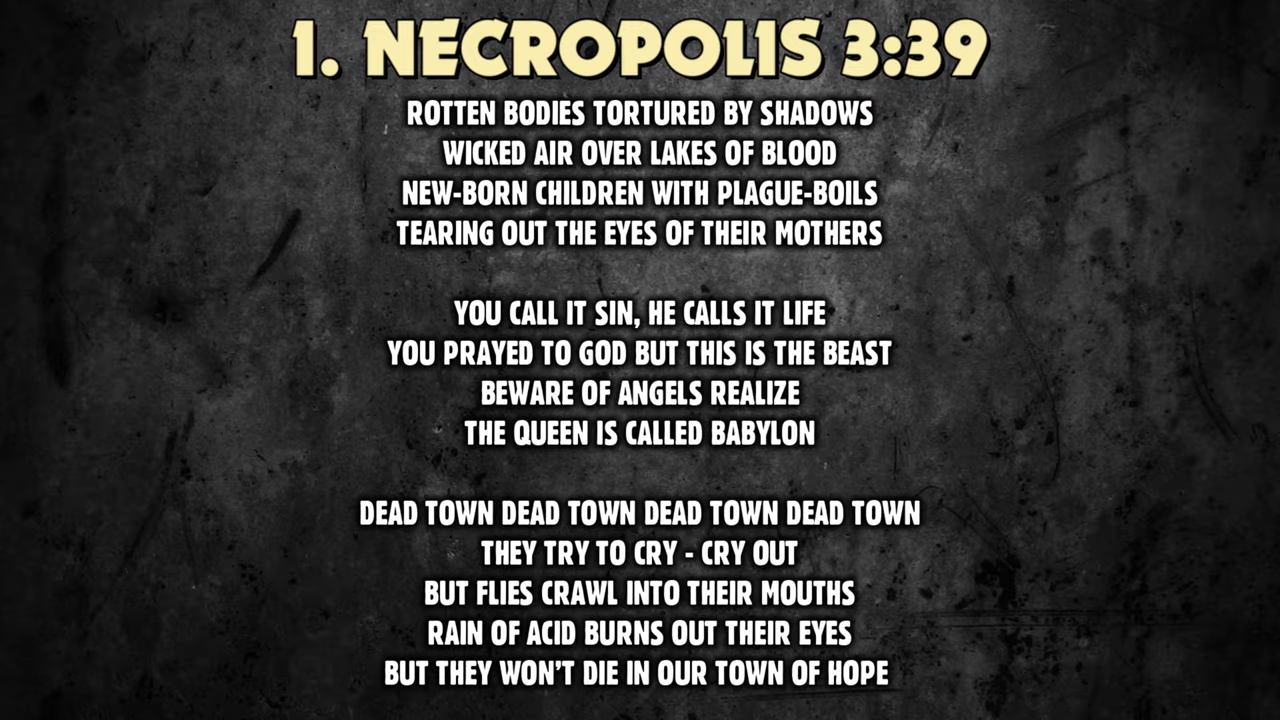 1. NECROPOLIS 3:39
ROTTEN BODIES TORTURED BY SHADOWS
WICKED AIR OVER LAKES OF BLOOD
NEW-BORN CHILDREN WITH PLAGUE-BOILS
TEARING OUT THE EYES OF THEIR MOTHERS
YOU CALL IT SIN, HE CALLS IT LIFE
YOU PRAYED TO GOD BUT THIS IS THE BEAST
BEWARE OF ANGELS REALIZE
THE QUEEN IS CALLED BABYLON
DEAD TOWN DEAD TOWN DEAD TOWN DEAD TOWN
THEY TRY TO CRY - CRY OUT
BUT FLIES CRAWL INTO THEIR MOUTHS
RAIN OF ACID BURNS OUT THEIR EYES
BUT THEY WON'T DIE IN OUR TOWN OF HOPE